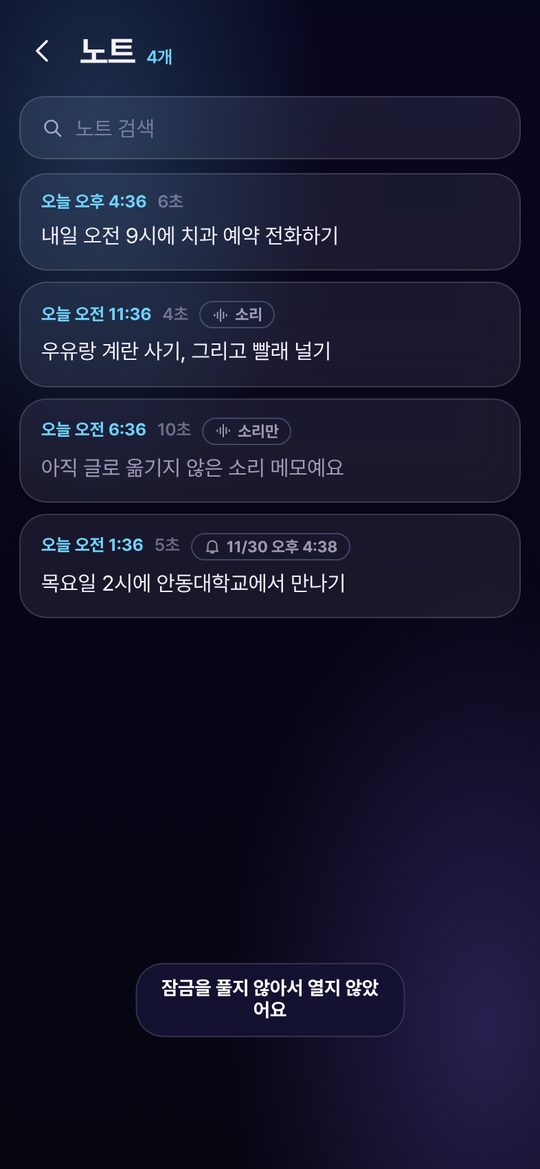 노트 4개
노트 검색
오늘 오후 4:36 6초
내일 오전 9시에 치과 예약 전화하기
오늘 오전 11:36 4초 소리
우유랑 계란 사기, 그리고 빨래 널기
오늘 오전 6:36 10초 소리만
아직 글로 옮기지 않은 소리 메모예요
오늘 오전 1:36 5초 11/30 오후 4:38
목요일 2시에 안동대학교에서 만나기
잠금을 풀지 않아서 열지 않았
어요